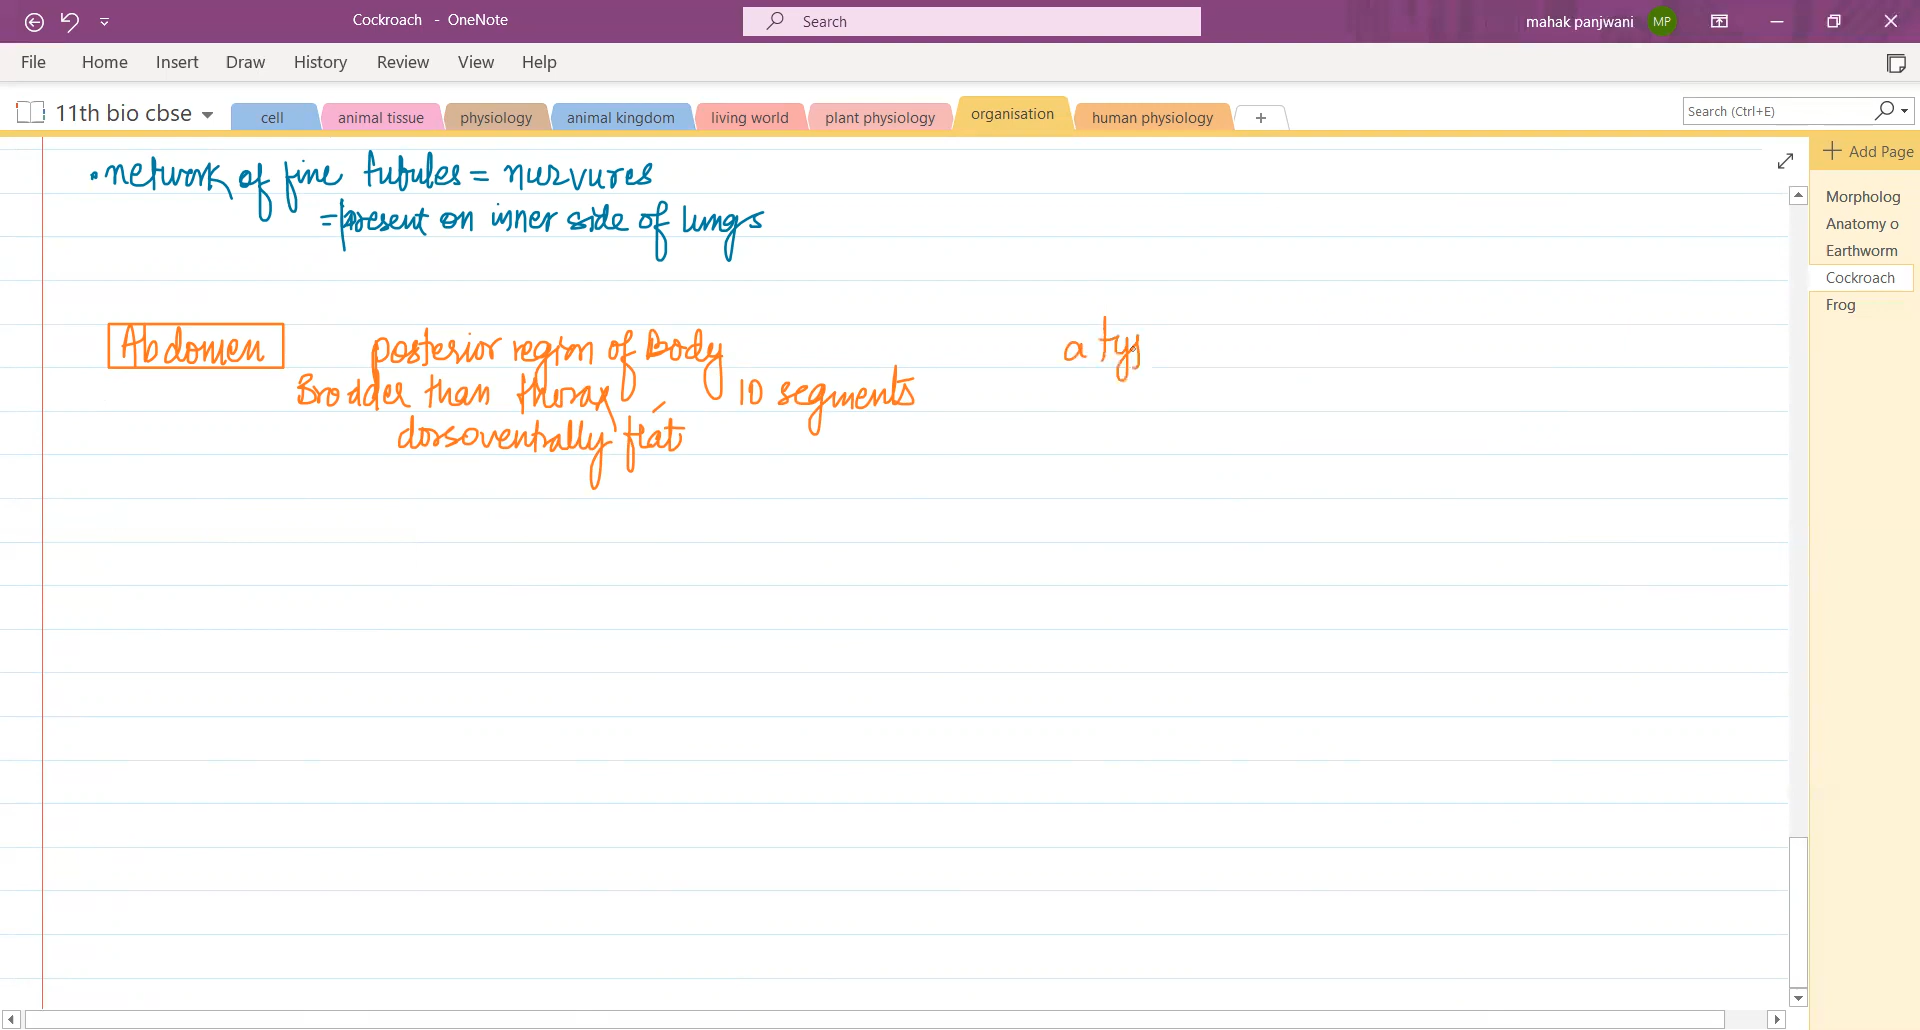 Cockroach - OneNote
Search
mahak panjwani MP
File Home Insert Draw History Review View Help
11th bio cbse
cell animal tissue physiology animal kingdom living world plant physiology organisation human physiology +
Search (Ctrl+E)
Add Page
Morpholog
Anatomy o
Earthworm
Cockroach
Frog
• network of fine tubules = nurvures
= present on inner side of lungs
Abdomen posterior region of Body a typ
Brodder than thorax 10 segments
dorsoventrally flat